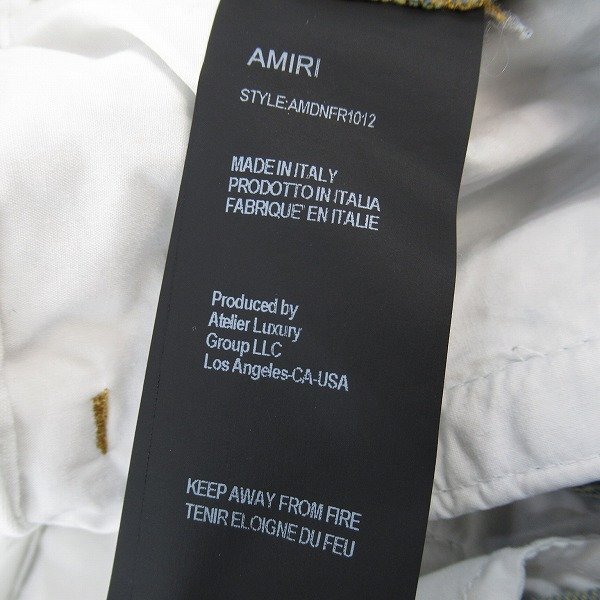 AMIRI
STYLE:AMDNFR1012
MADE IN ITALY
PRODOTTO IN ITALIA
FABRIQUE' EN ITALIE
Produced by
Atelier Luxury
Group LLC
Los Angeles-CA-USA
KEEP AWAY FROM FIRE
TENIR ELOIGNE DU FEU